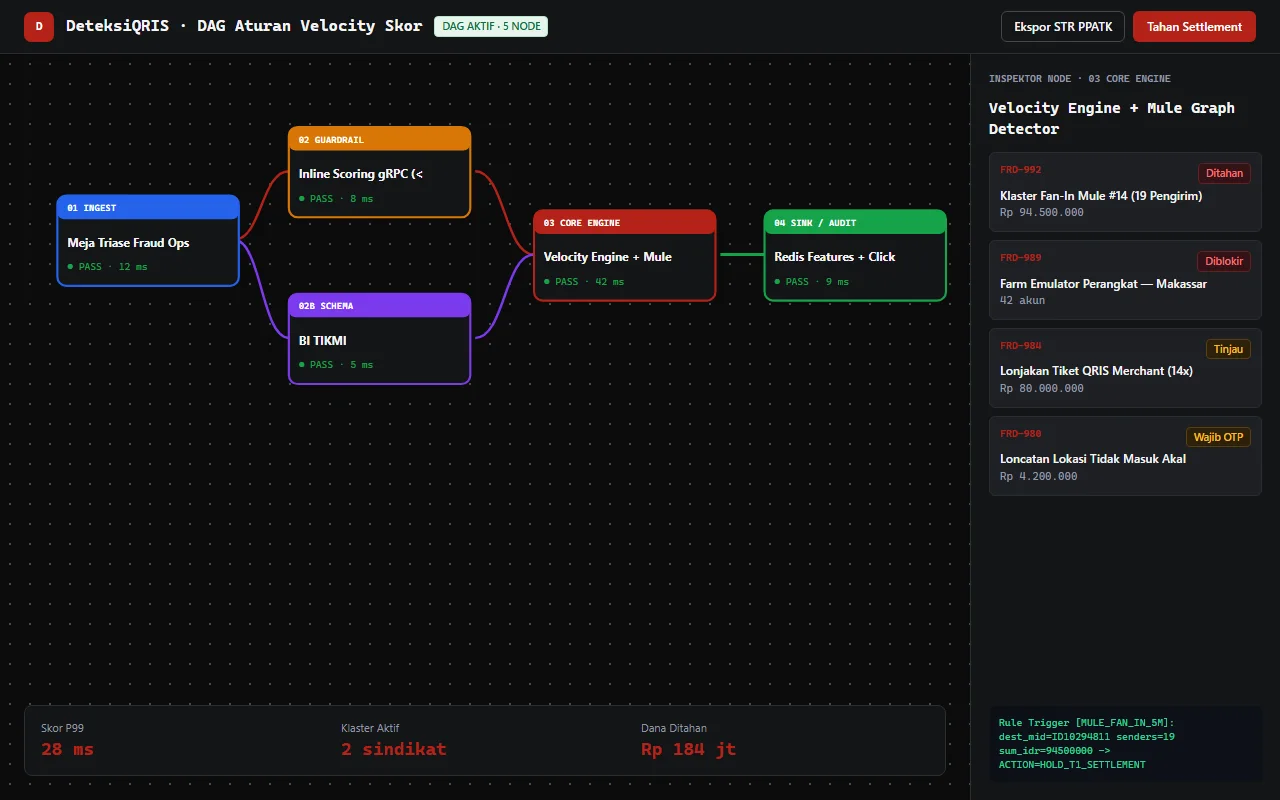 D
DeteksiQRIS · DAG Aturan Velocity Skor
DAG AKTIF · 5 NODE
Ekspor STR PPATK
Tahan Settlement
01 INGEST
Meja Triase Fraud Ops
PASS · 12 ms
02 GUARDRAIL
Inline Scoring gRPC (<
PASS · 8 ms
02B SCHEMA
BI TIKMI
PASS · 5 ms
03 CORE ENGINE
Velocity Engine + Mule
PASS · 42 ms
04 SINK / AUDIT
Redis Features + Click
PASS · 9 ms
Skor P99
28 ms
Klaster Aktif
2 sindikat
Dana Ditahan
Rp 184 jt
INSPEKTOR NODE · 03 CORE ENGINE
Velocity Engine + Mule Graph
Detector
FRD-992
Ditahan
Klaster Fan-In Mule #14 (19 Pengirim)
Rp 94.500.000
FRD-989
Diblokir
Farm Emulator Perangkat — Makassar
42 akun
FRD-984
Tinjau
Lonjakan Tiket QRIS Merchant (14x)
Rp 80.000.000
FRD-980
Wajib OTP
Loncatan Lokasi Tidak Masuk Akal
Rp 4.200.000
Rule Trigger [MULE_FAN_IN_5M]:
dest_mid=ID10294811 senders=19
sum_idr=94500000 ->
ACTION=HOLD_T1_SETTLEMENT